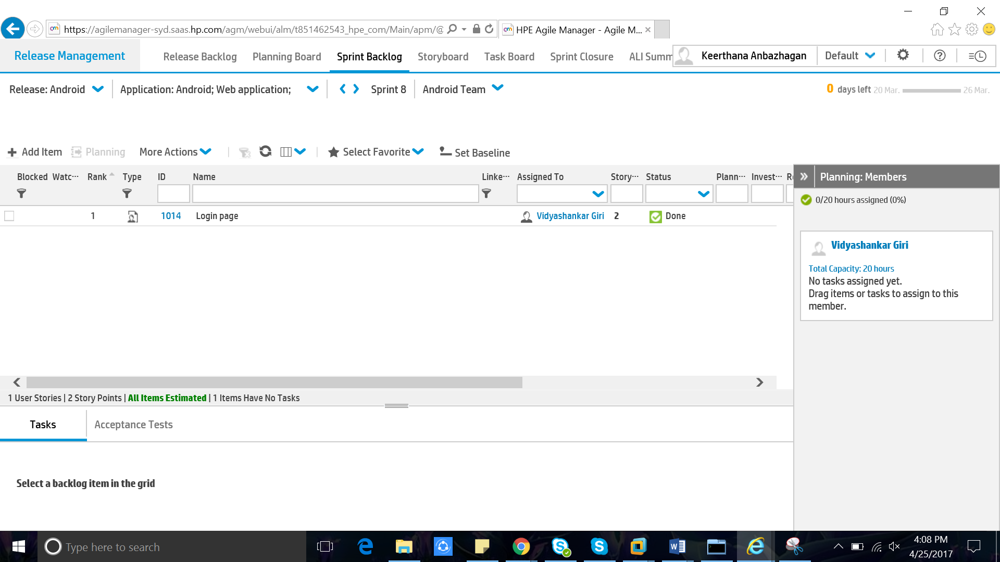 https://agilemanager-syd.saas.hp.com/agm/webui/alm/t851462543_hpe_com/Main/apm/@
HPE Agile Manager - Agile M...
Release Management
Release Backlog
Planning Board
Sprint Backlog
Storyboard
Task Board
Sprint Closure
ALI Summ
Keerthana Anbazhagan
Default
Release: Android
Application: Android; Web application;
Sprint 8
Android Team
0 days left 20 Mar. 26 Mar.
Add Item
Planning
More Actions
Select Favorite
Set Baseline
Blocked Watc... Rank Type ID Name Linke... Assigned To Story... Status Plann... Invest...
1 1014 Login page Vidyashankar Giri 2 Done
Planning: Members
0/20 hours assigned (0%)
Vidyashankar Giri
Total Capacity: 20 hours
No tasks assigned yet.
Drag items or tasks to assign to this
member.
1 User Stories | 2 Story Points | All Items Estimated | 1 Items Have No Tasks
Tasks
Acceptance Tests
Select a backlog item in the grid
Type here to search
4:08 PM
4/25/2017